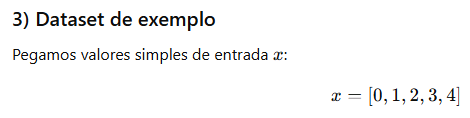 3) Dataset de exemplo
Pegamos valores simples de entrada x:
x = [0, 1, 2, 3, 4]